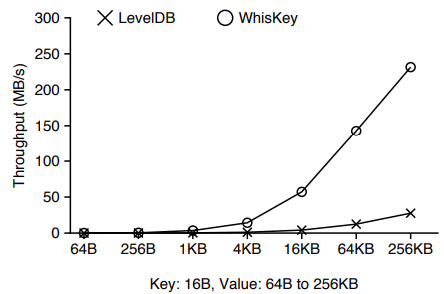 LevelDB WhisKey
Throughput (MB/s)
300
250
200
150
100
50
0
64B 256B 1KB 4KB 16KB 64KB 256KB
Key: 16B, Value: 64B to 256KB